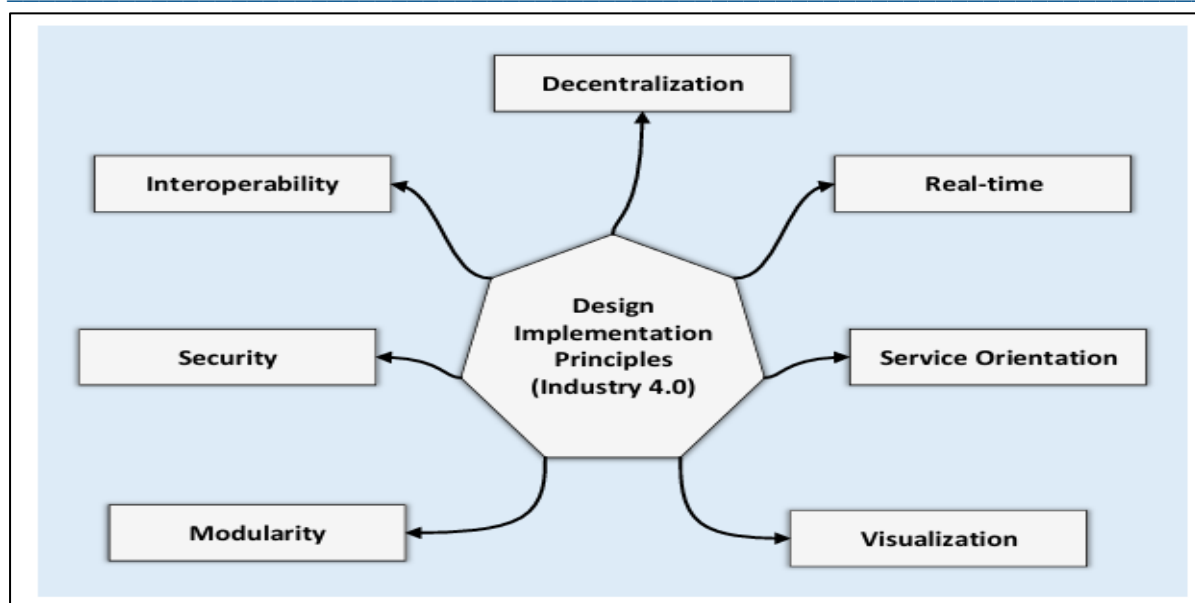 Decentralization
Interoperability
Real-time
Design
Implementation
Principles
(Industry 4.0)
Security
Service Orientation
Modularity
Visualization